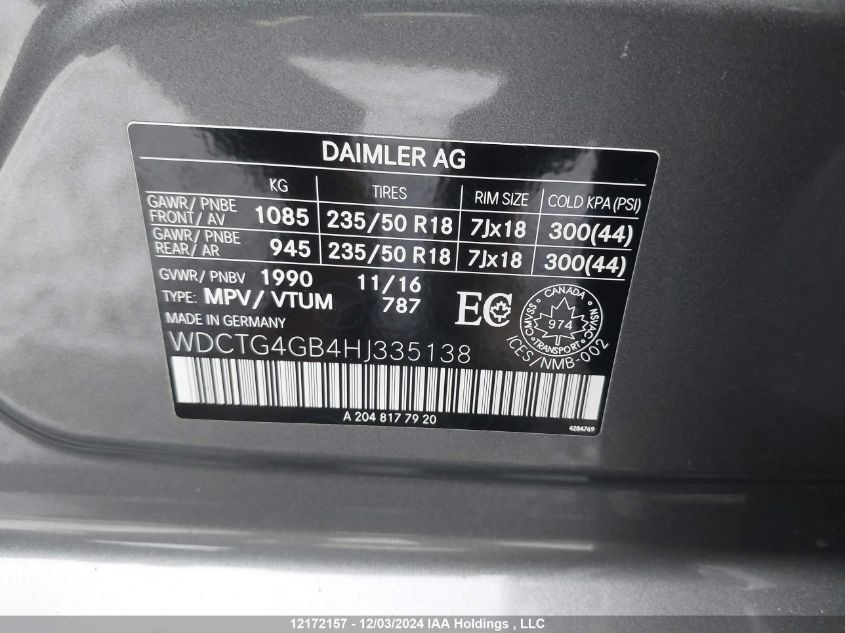 DAIMLER AG
KG TIRES RIM SIZE COLD KPA(PSI)
GAWR/ PNBE FRONT/ AV 1085 235/50 R18 7Jx18 300(44)
GAWR/ PNBE REAR/ AR 945 235/50 R18 7Jx18 300(44)
GVWR/ PNBV 1990 11/16
TYPE: MPV/ VTUM 787
EC
CANADA
CMVSS NSVAC
974
TRANSPORT
ICES/NMB-002
MADE IN GERMANY
WDCTG4GB4HJ335138
A 204 817 79 20
4284769
12172157 - 12/03/2024 IAA Holdings , LLC